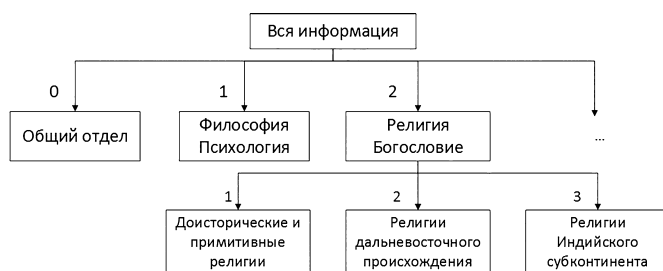 Вся информация
0 1 2
Общий отдел
Философия
Психология
Религия
Богословие
...
1 2 3
Доисторические и
примитивные
религии
Религии
дальневосточного
происхождения
Религии
Индийского
субконтинента